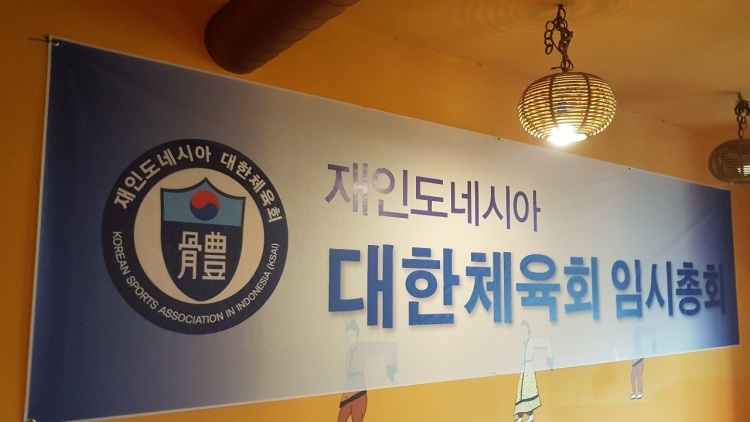 재인도네시아 대한체육회
體
KOREAN SPORTS ASSOCIATION IN INDONESIA (KSAI)
재인도네시아
대한체육회 임시총회